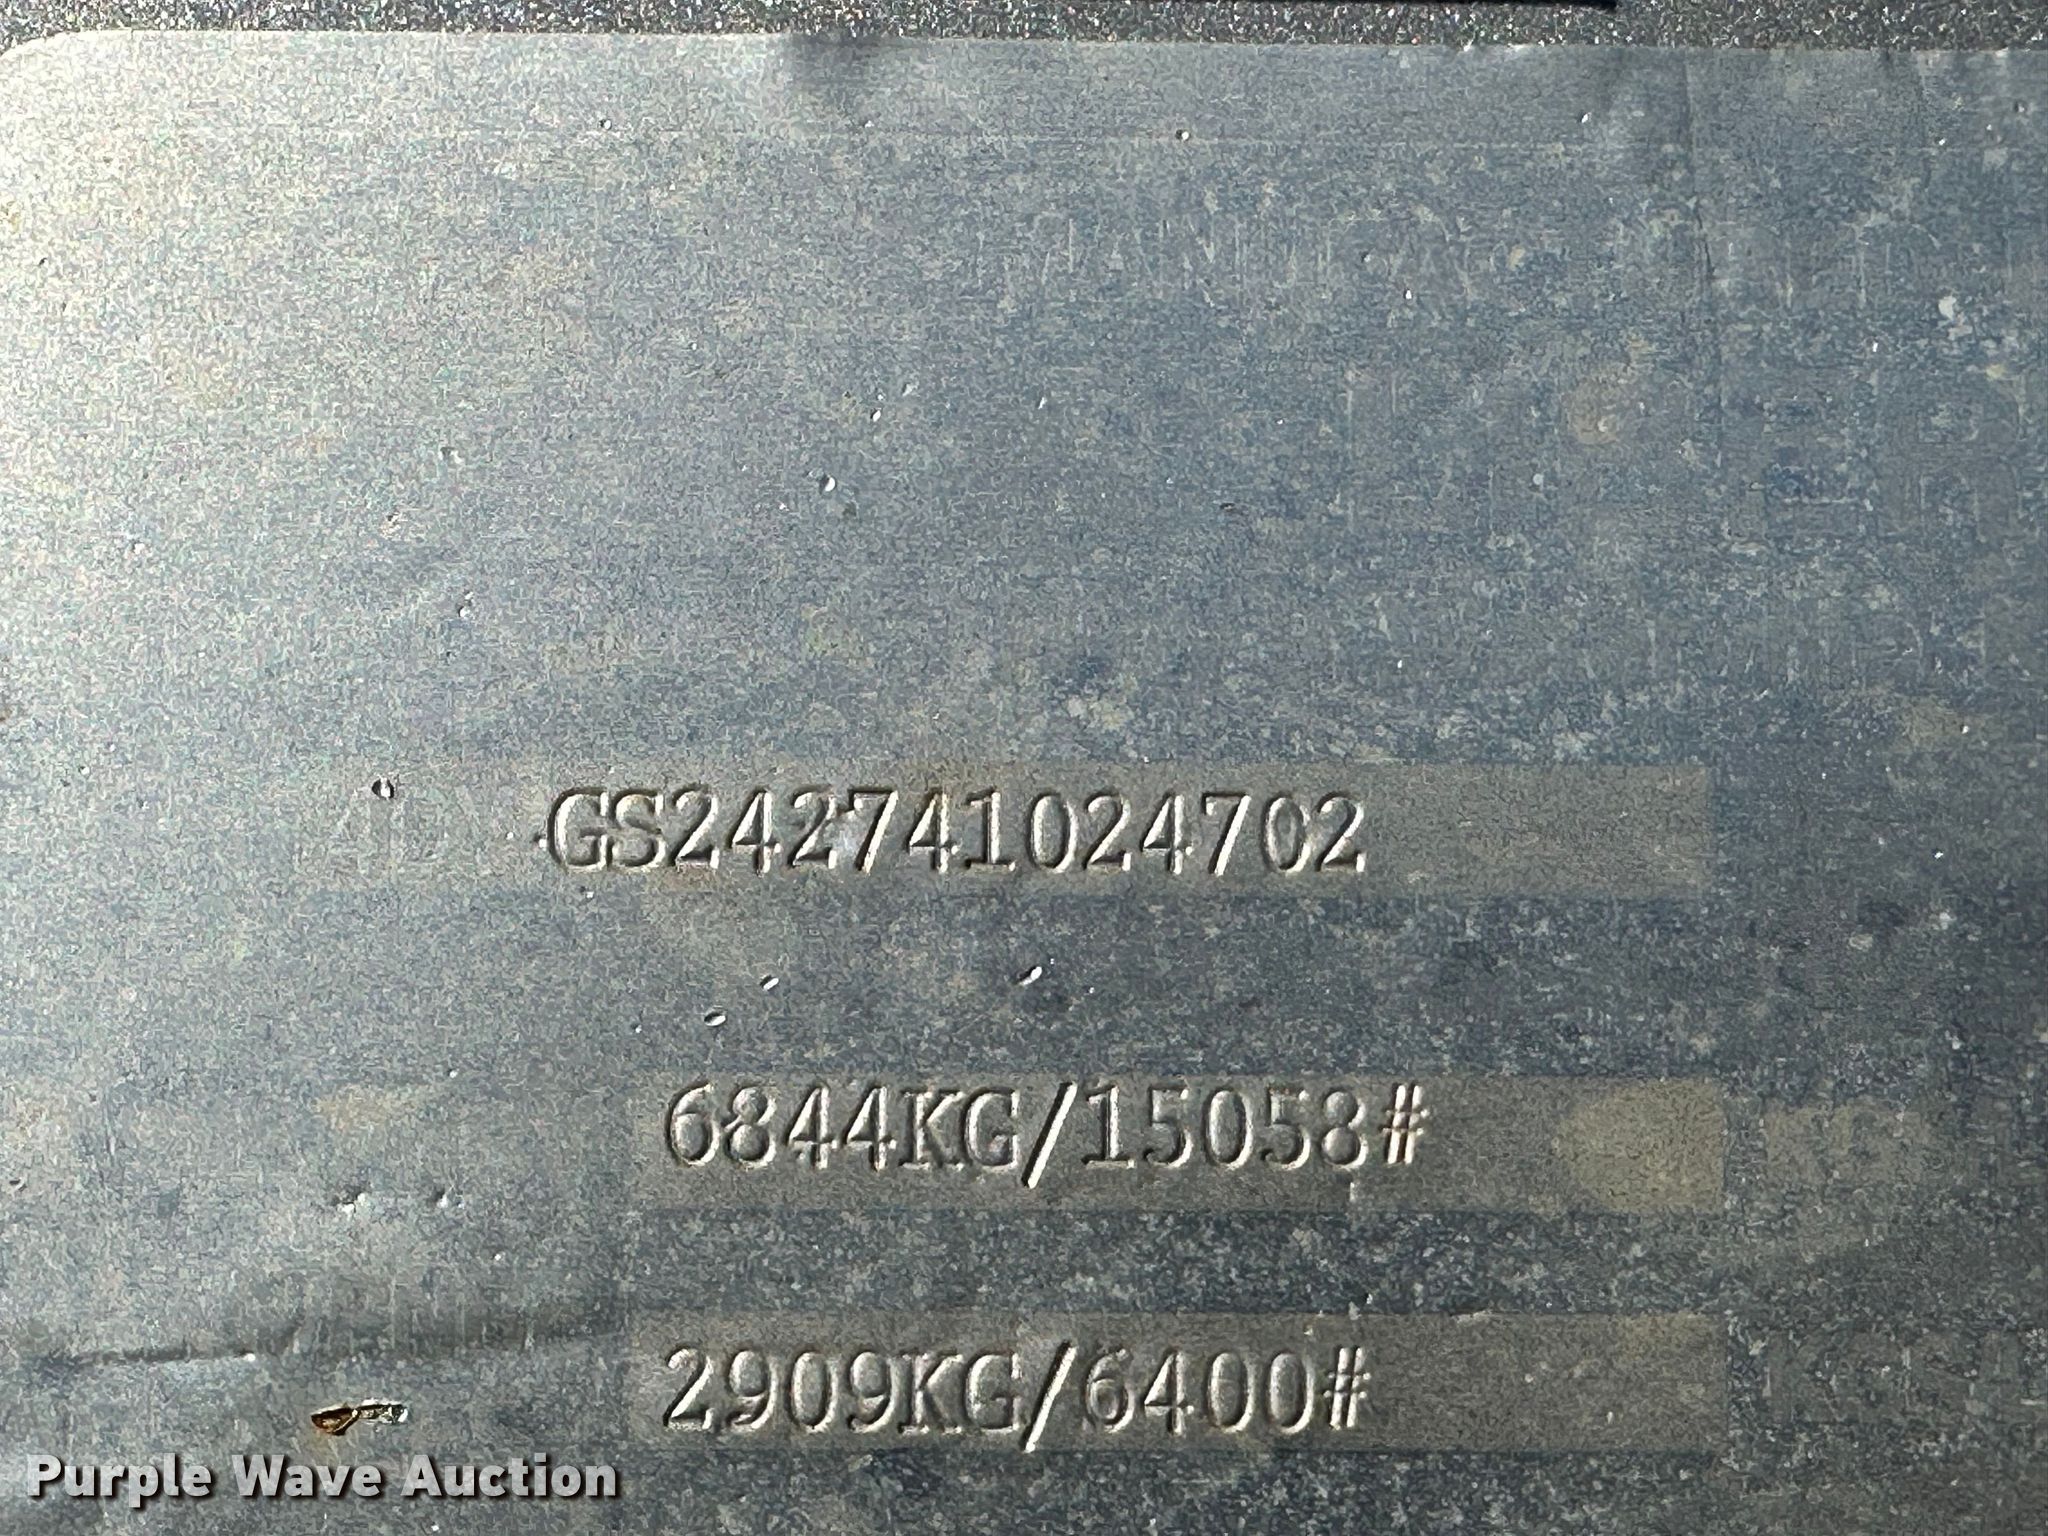 GS242741024702
6844KG/15058#
2909KG/6400#
Purple Wave Auction